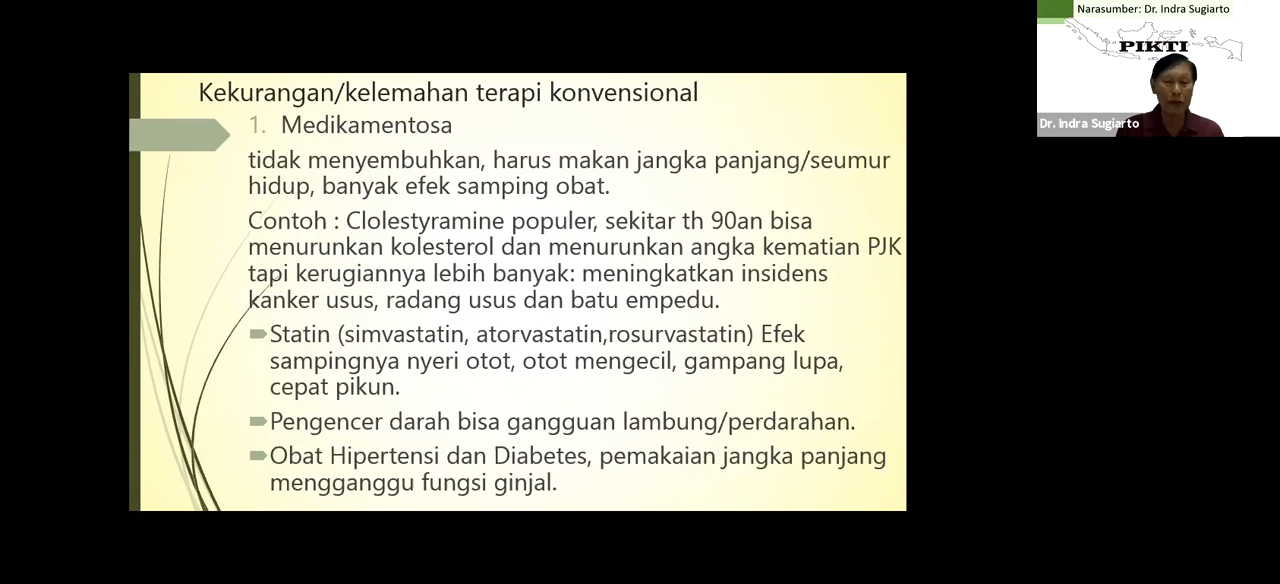 Narasumber: Dr. Indra Sugiarto
PIKTI
Dr. Indra Sugiarto
Kekurangan/kelemahan terapi konvensional
1. Medikamentosa
tidak menyembuhkan, harus makan jangka panjang/seumur
hidup, banyak efek samping obat.
Contoh : Clolestyramine populer, sekitar th 90an bisa
menurunkan kolesterol dan menurunkan angka kematian PJK
tapi kerugiannya lebih banyak: meningkatkan insidens
kanker usus, radang usus dan batu empedu.
Statin (simvastatin, atorvastatin,rosurvastatin) Efek
sampingnya nyeri otot, otot mengecil, gampang lupa,
cepat pikun.
Pengencer darah bisa gangguan lambung/perdarahan.
Obat Hipertensi dan Diabetes, pemakaian jangka panjang
mengganggu fungsi ginjal.